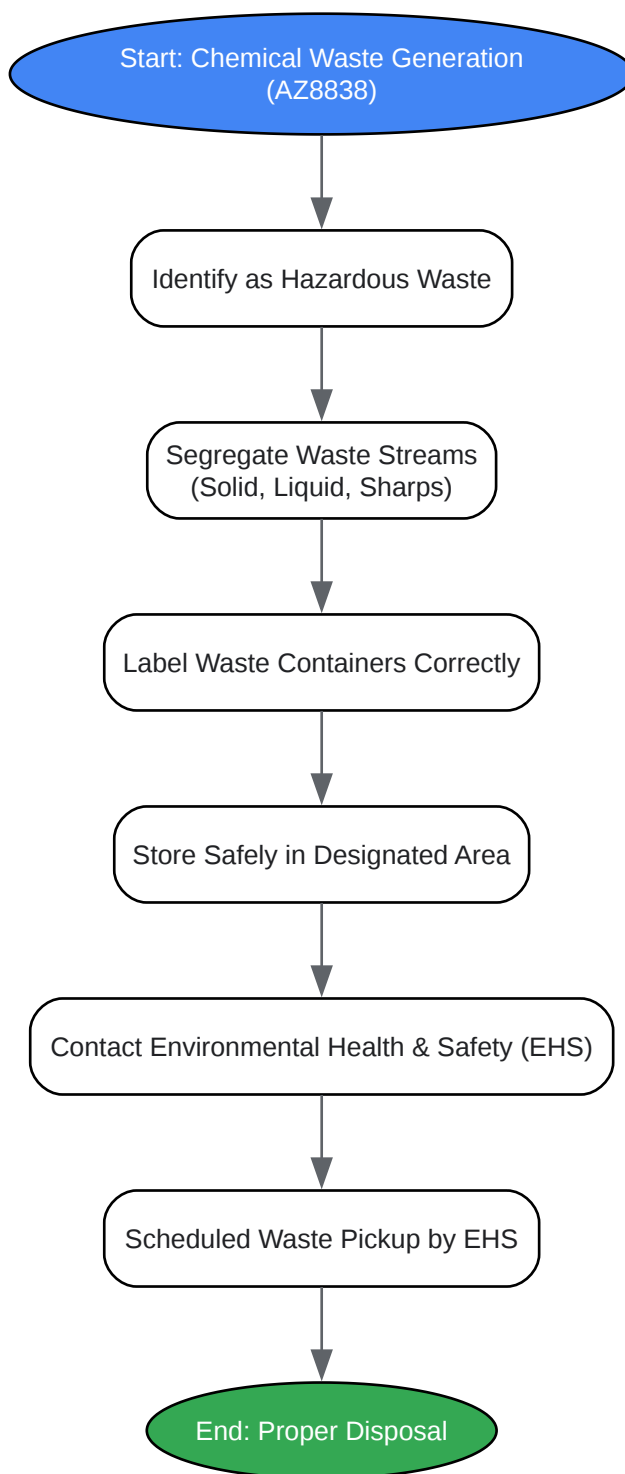 Start: Chemical Waste Generation
(AZ8838)
Identify as Hazardous Waste
Segregate Waste Streams
(Solid, Liquid, Sharps)
Label Waste Containers Correctly
Store Safely in Designated Area
Contact Environmental Health & Safety (EHS)
Scheduled Waste Pickup by EHS
End: Proper Disposal